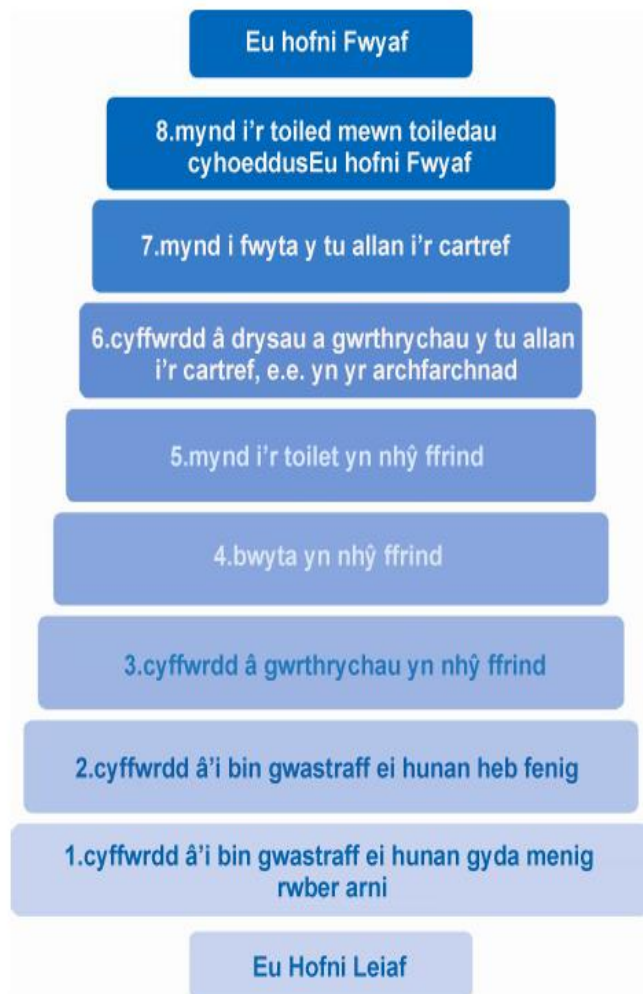 Eu hofni Fwyaf
8.mynd i’r toiled mewn toiledau
cyhoeddusEu hofni Fwyaf
7.mynd i fwyta y tu allan i’r cartref
6.cyffwrdd â drysau a gwrthrychau y tu allan
i’r cartref, e.e. yn yr archfarchnad
5.mynd i’r toilet yn nhŷ ffrind
4.bwyta yn nhŷ ffrind
3.cyffwrdd â gwrthrychau yn nhŷ ffrind
2.cyffwrdd â’i bin gwastraff ei hunan heb fenig
1.cyffwrdd â’i bin gwastraff ei hunan gyda menig
rwber arni
Eu Hofni Leiaf